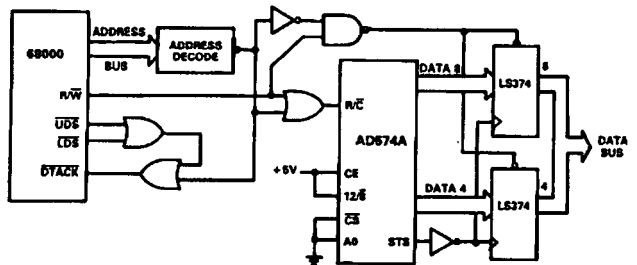 68000
ADDRESS
BUS
ADDRESS
DECODE
R/W̅
U̅D̅S̅
L̅D̅S̅
D̅T̅A̅C̅K̅
R/C̅
AD574A
+5V
CE
12/8̅
C̅S̅
A0
STS
DATA 8
DATA 4
LS374
8
LS374
4
DATA
BUS